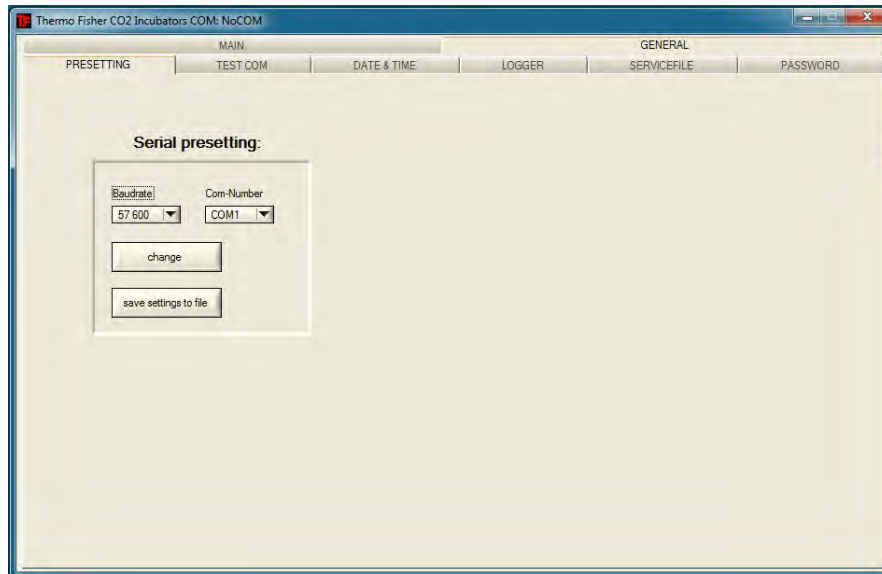 Thermo Fisher CO2 Incubators COM: NoCOM
MAIN GENERAL
PRESETTING TEST COM DATE & TIME LOGGER SERVICEFILE PASSWORD
Serial presetting:
Baudrate Com-Number
57 600 COM1
change
save settings to file